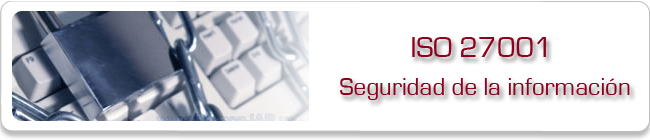 ISO 27001
Seguridad de la información